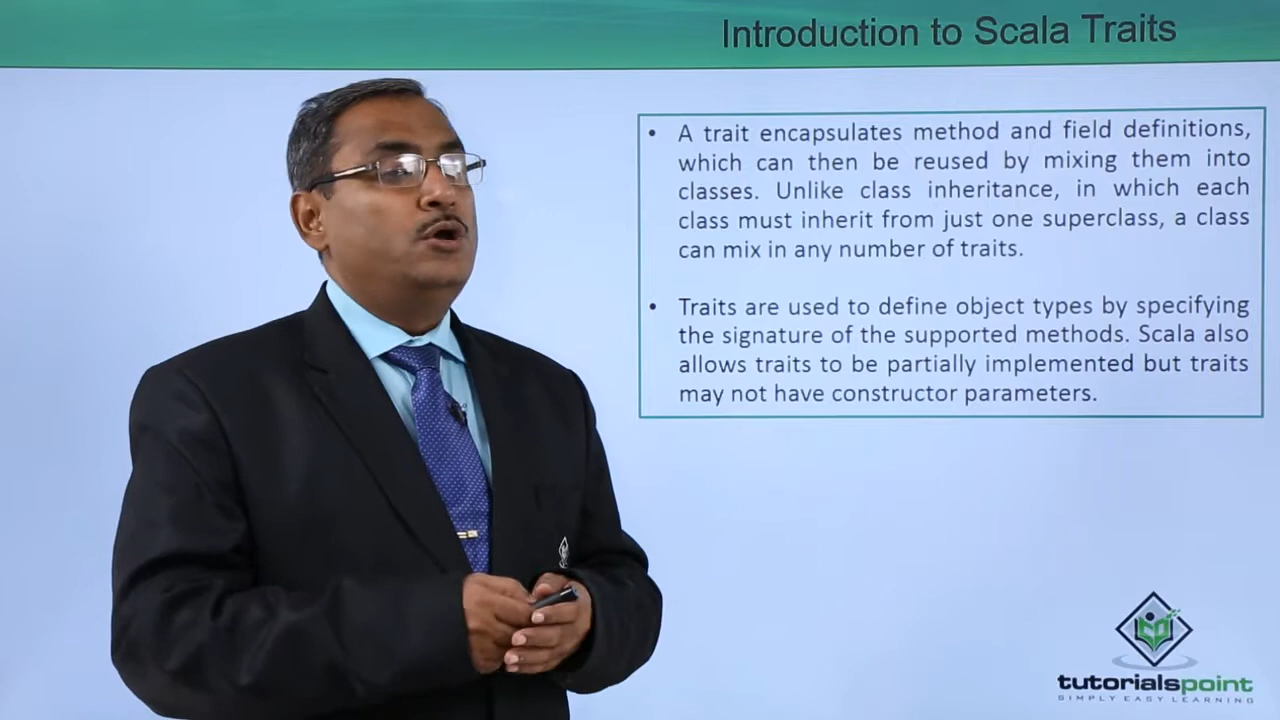 Introduction to Scala Traits
• A trait encapsulates method and field definitions,
which can then be reused by mixing them into
classes. Unlike class inheritance, in which each
class must inherit from just one superclass, a class
can mix in any number of traits.
• Traits are used to define object types by specifying
the signature of the supported methods. Scala also
allows traits to be partially implemented but traits
may not have constructor parameters.
tutorialspoint
SIMPLY EASY LEARNING